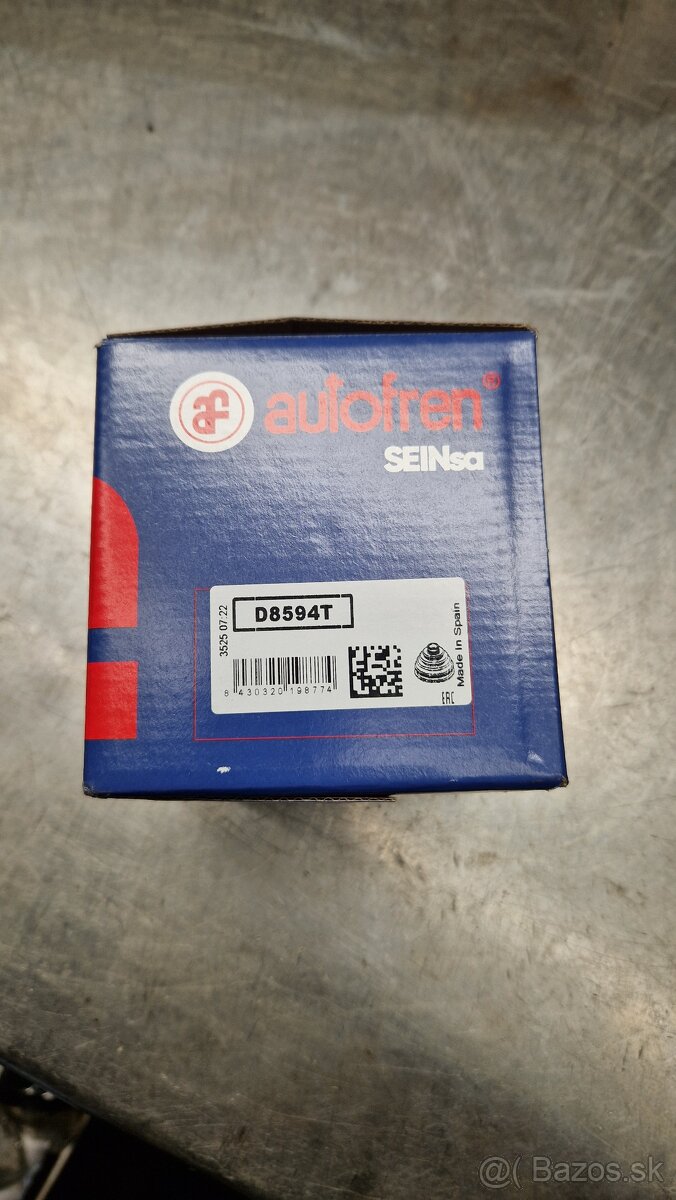 af autofren®
SEINsa
3525 07.22
D8594T
8 430320 198774
Made In Spain
EAC
@( Bazos.sk